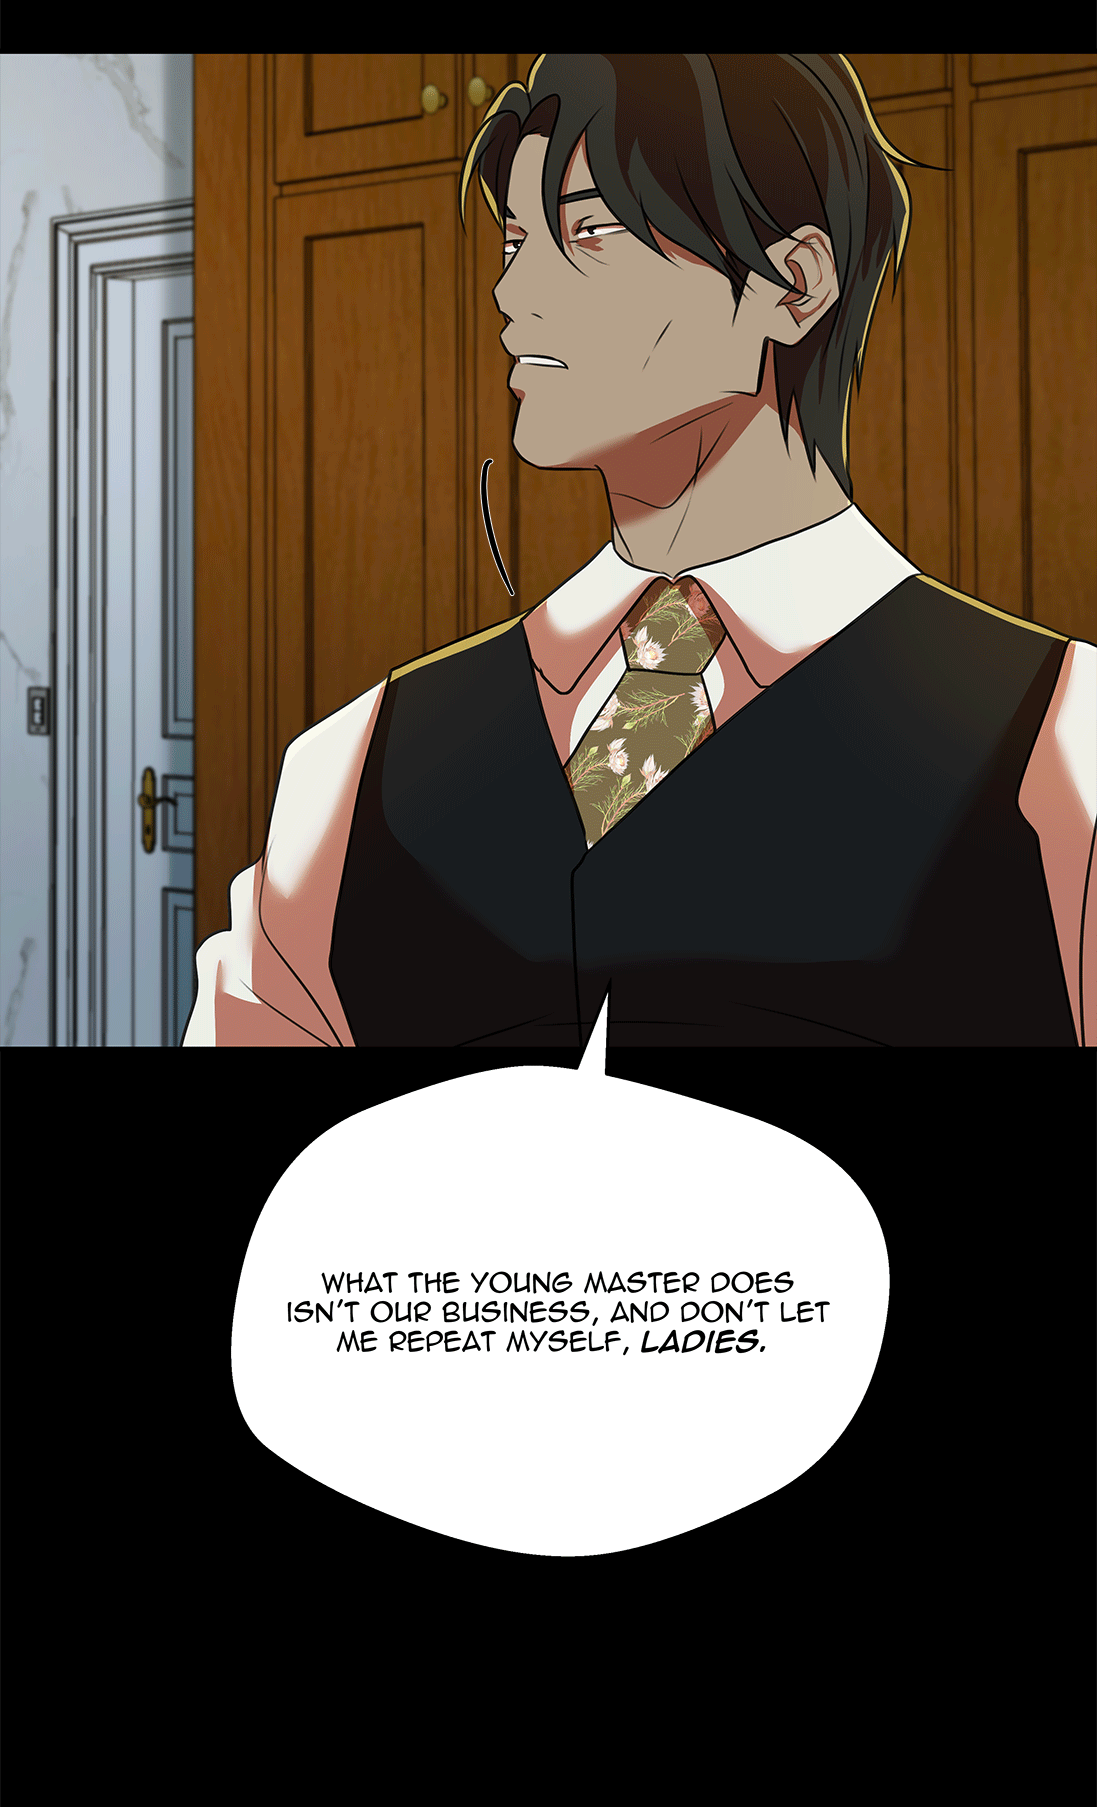 WHAT THE YOUNG MASTER DOES
ISN'T OUR BUSINESS, AND DON'T LET
ME REPEAT MYSELF, LADIES.